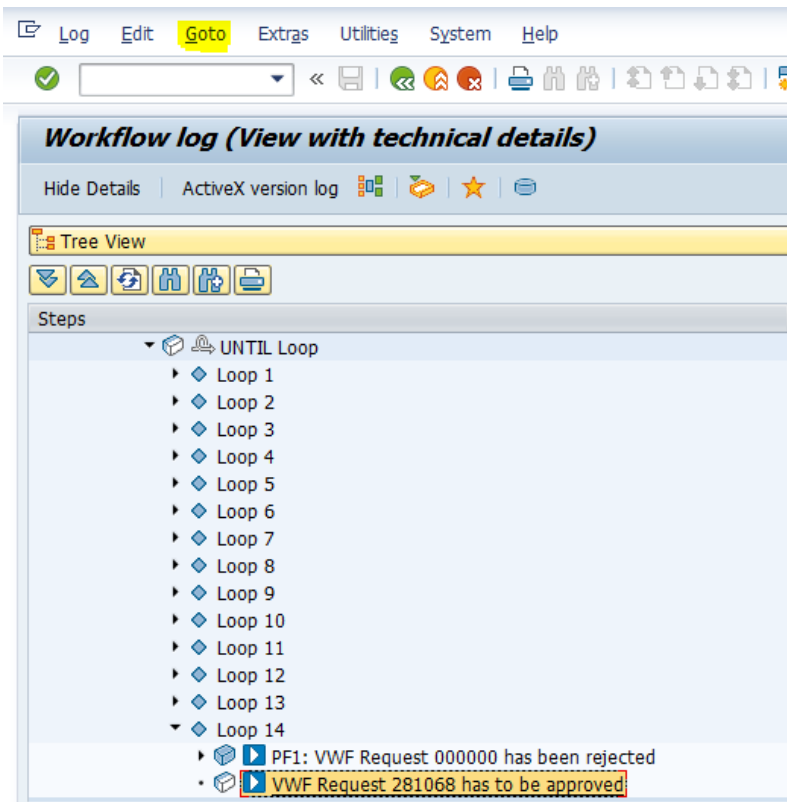 Log Edit Goto Extras Utilities System Help
Workflow log (View with technical details)
Hide Details ActiveX version log
Tree View
Steps
UNTIL Loop
Loop 1
Loop 2
Loop 3
Loop 4
Loop 5
Loop 6
Loop 7
Loop 8
Loop 9
Loop 10
Loop 11
Loop 12
Loop 13
Loop 14
PF1: VWF Request 000000 has been rejected
VWF Request 281068 has to be approved